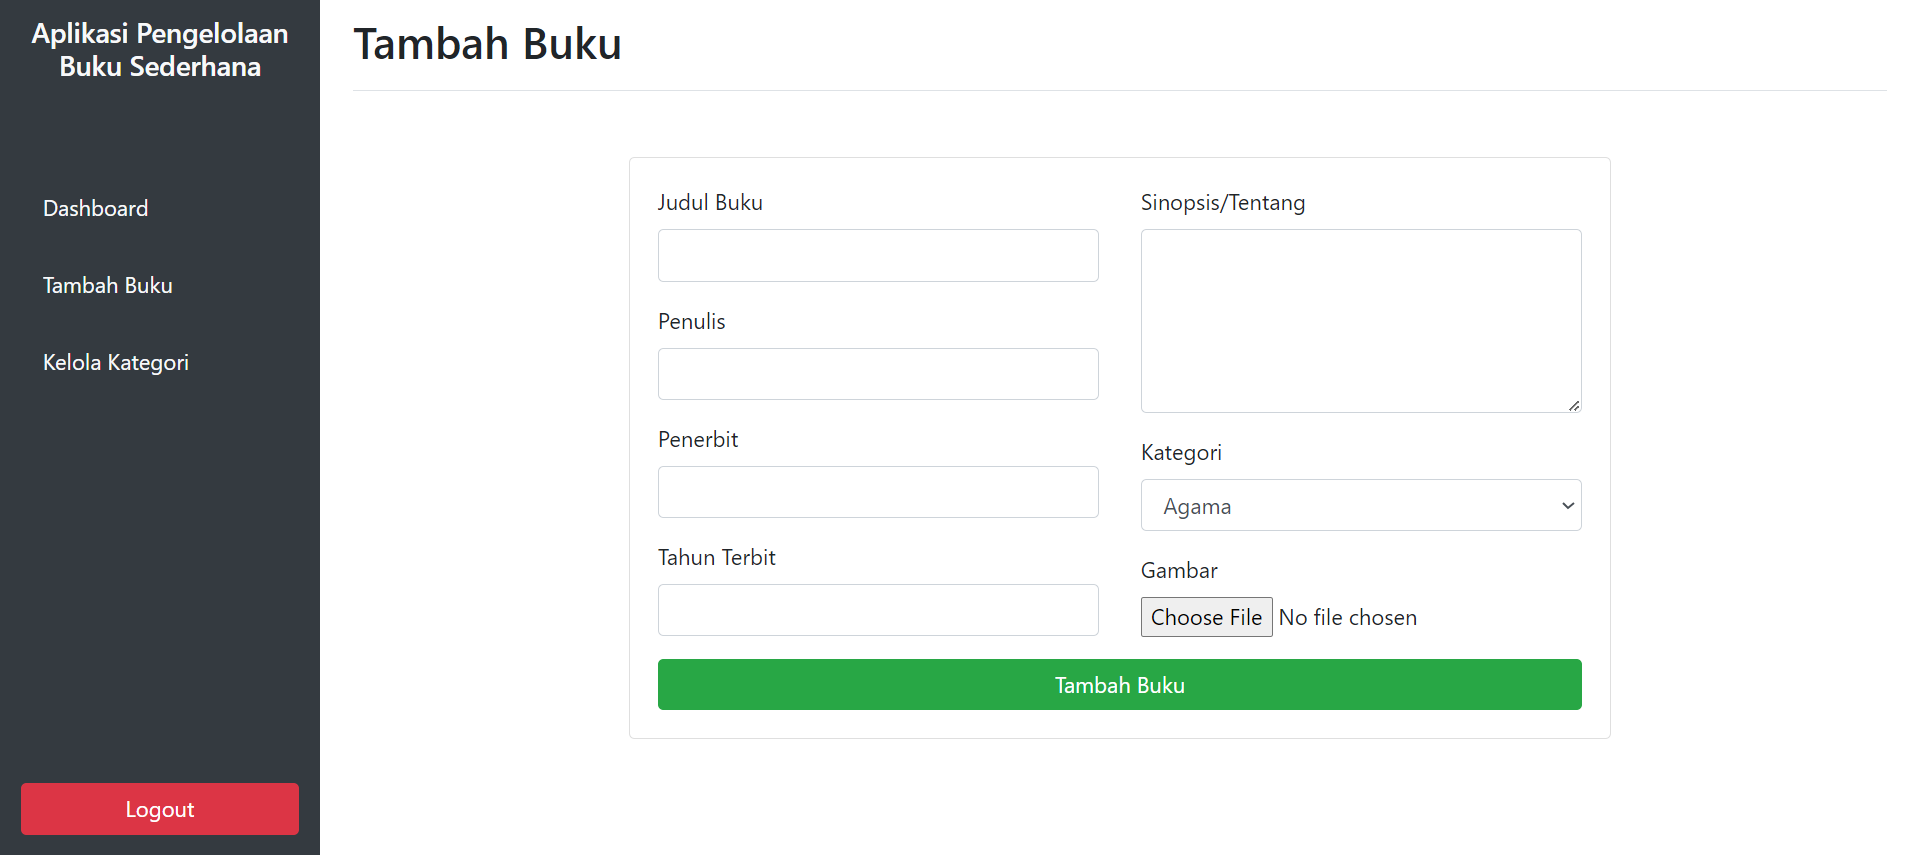 Aplikasi Pengelolaan
Buku Sederhana
Dashboard
Tambah Buku
Kelola Kategori
Logout
Tambah Buku
Judul Buku
Penulis
Penerbit
Tahun Terbit
Sinopsis/Tentang
Kategori
Agama
Gambar
Choose File No file chosen
Tambah Buku